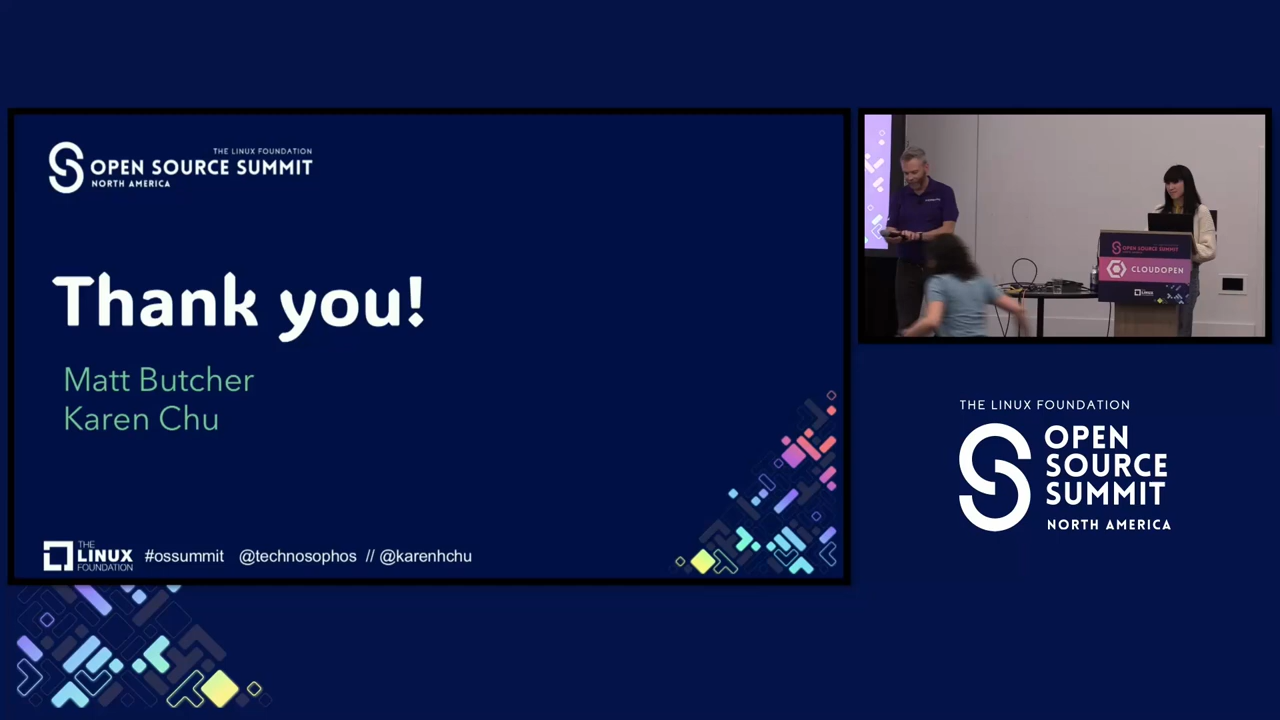 THE LINUX FOUNDATION
OPEN SOURCE SUMMIT
NORTH AMERICA
Thank you!
Matt Butcher
Karen Chu
THE
LINUX
FOUNDATION
#ossummit @technosophos // @karenhchu
OPEN SOURCE SUMMIT
CLOUDOPEN
LINUX
THE LINUX FOUNDATION
OPEN
SOURCE
SUMMIT
NORTH AMERICA